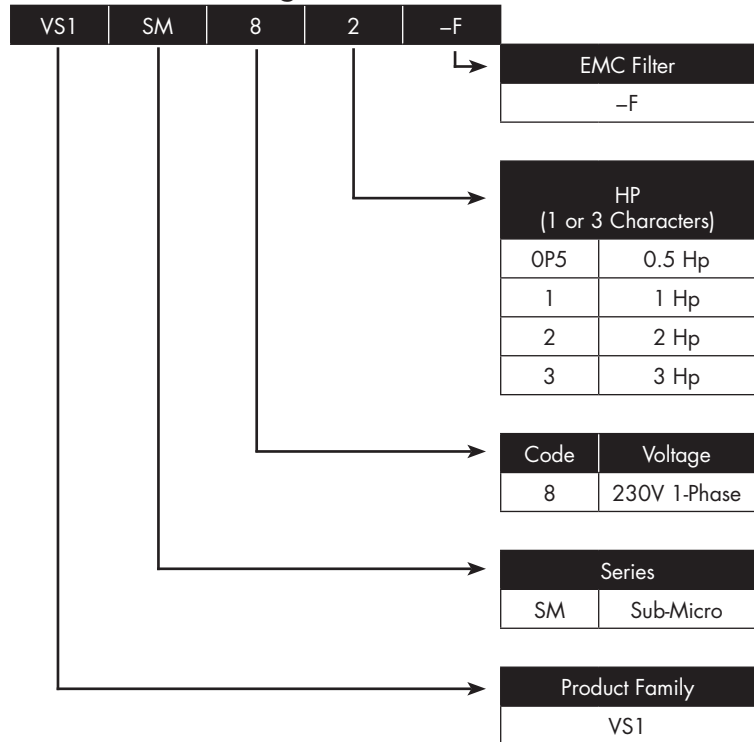 VS1 SM 8 2 –F
EMC Filter
–F
HP
(1 or 3 Characters)
0P5 0.5 Hp
1 1 Hp
2 2 Hp
3 3 Hp
Code Voltage
8 230V 1-Phase
Series
SM Sub-Micro
Product Family
VS1